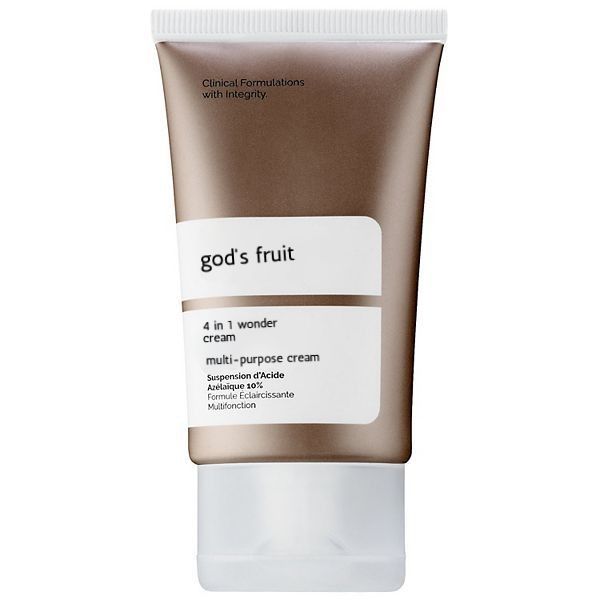 Clinical Formulations
with Integrity.
god's fruit
4 in 1 wonder
cream
multi-purpose cream
Suspension d'Acide
Azélaïque 10%
Formule Éclaircissante
Multifonction